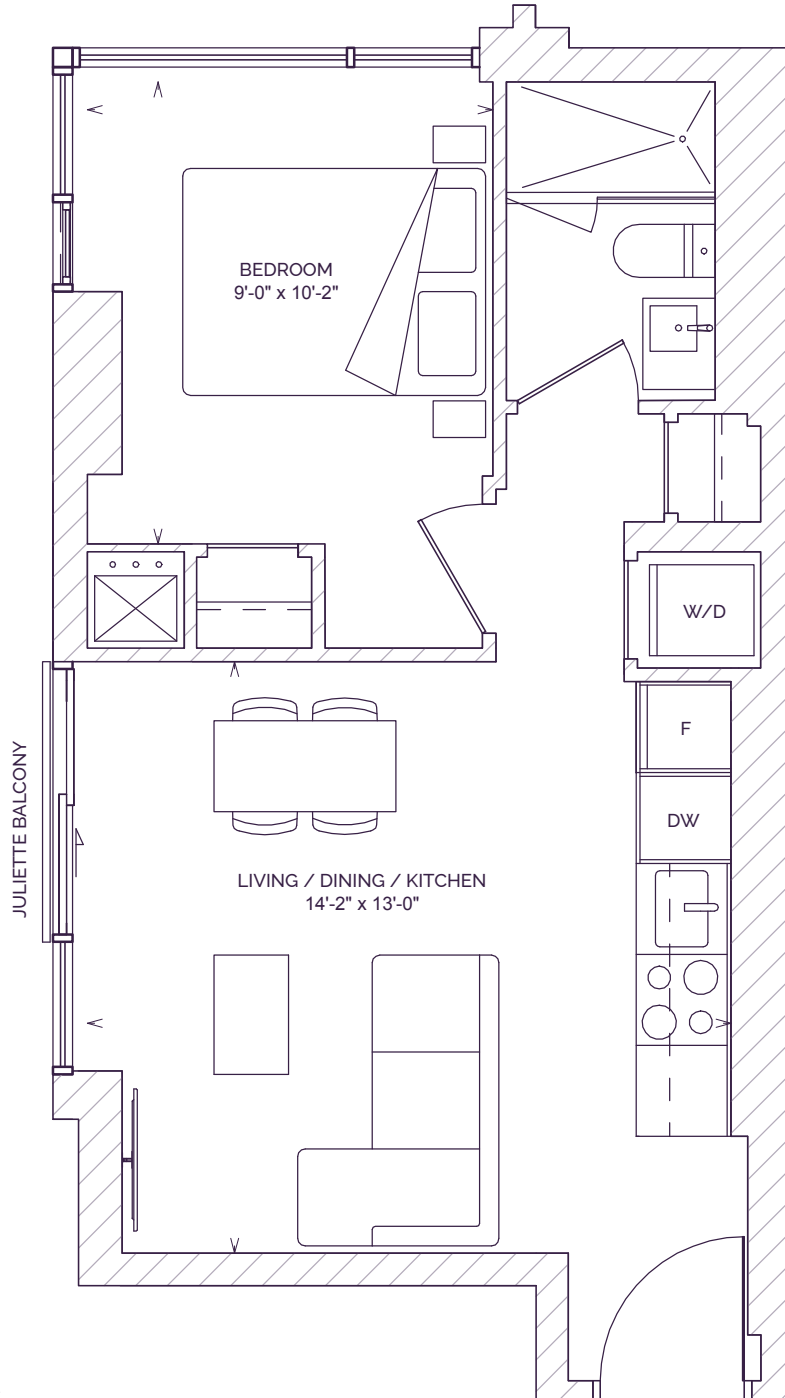 BEDROOM
9'-0" x 10'-2"
W/D
F
DW
JULIETTE BALCONY
LIVING / DINING / KITCHEN
14'-2" x 13'-0"